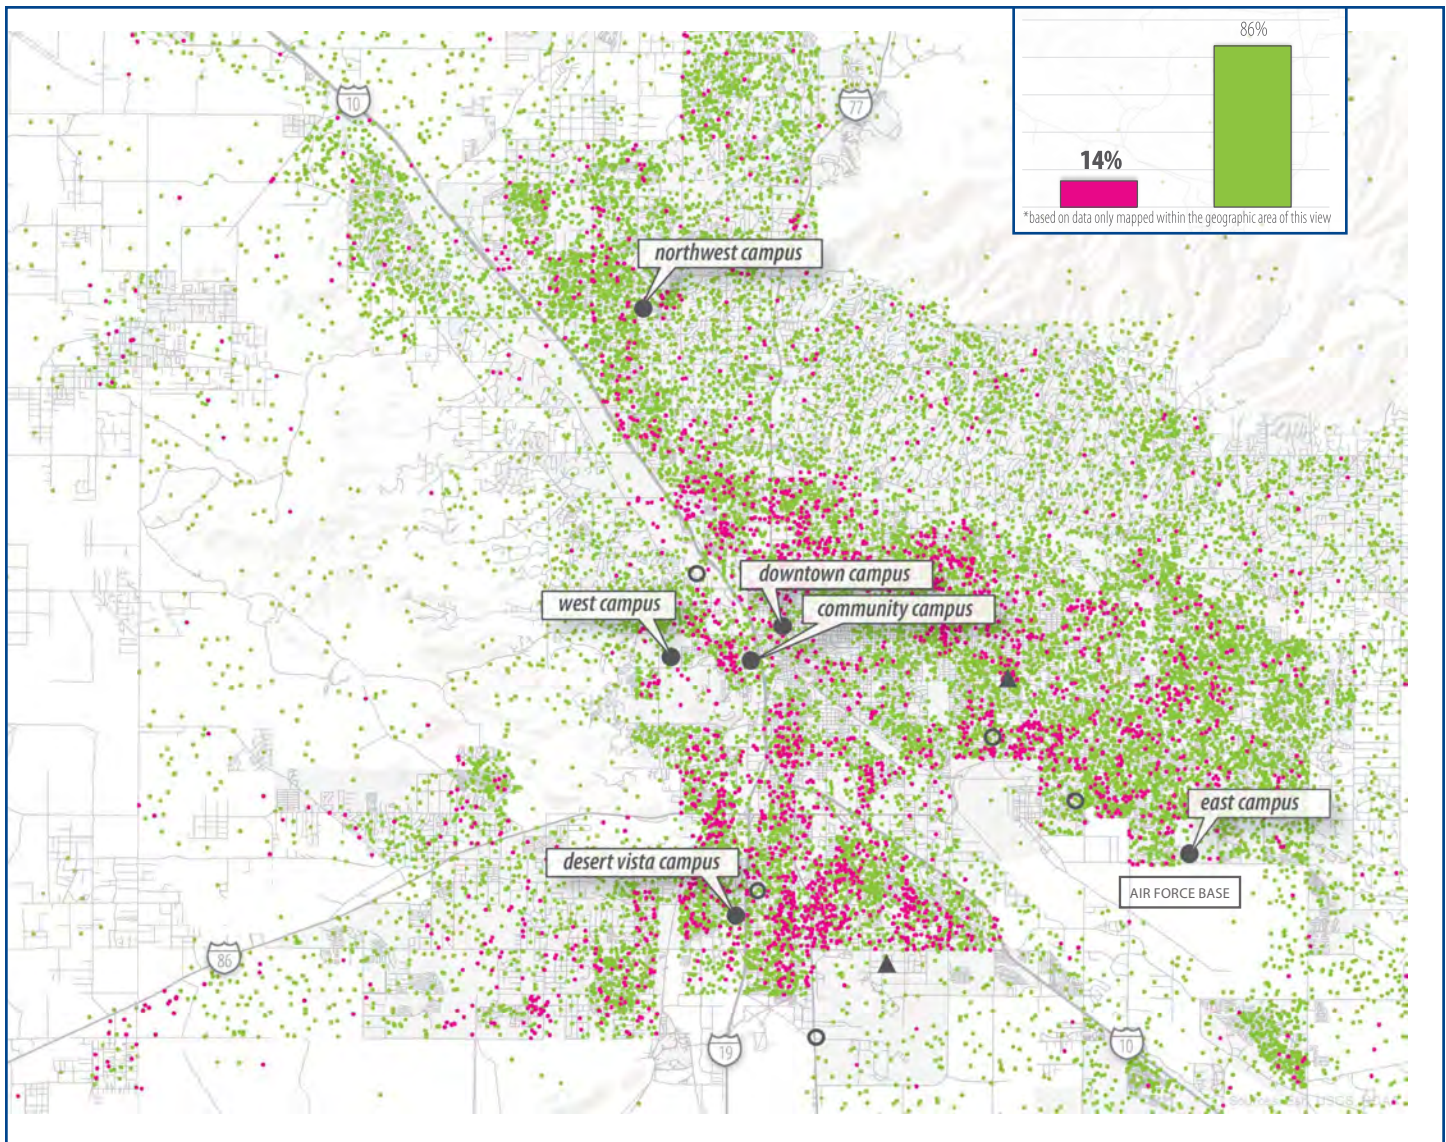 86%
14%
*based on data only mapped within the geographic area of this view
10
77
northwest campus
downtown campus
west campus
community campus
east campus
desert vista campus
AIR FORCE BASE
86
19
10